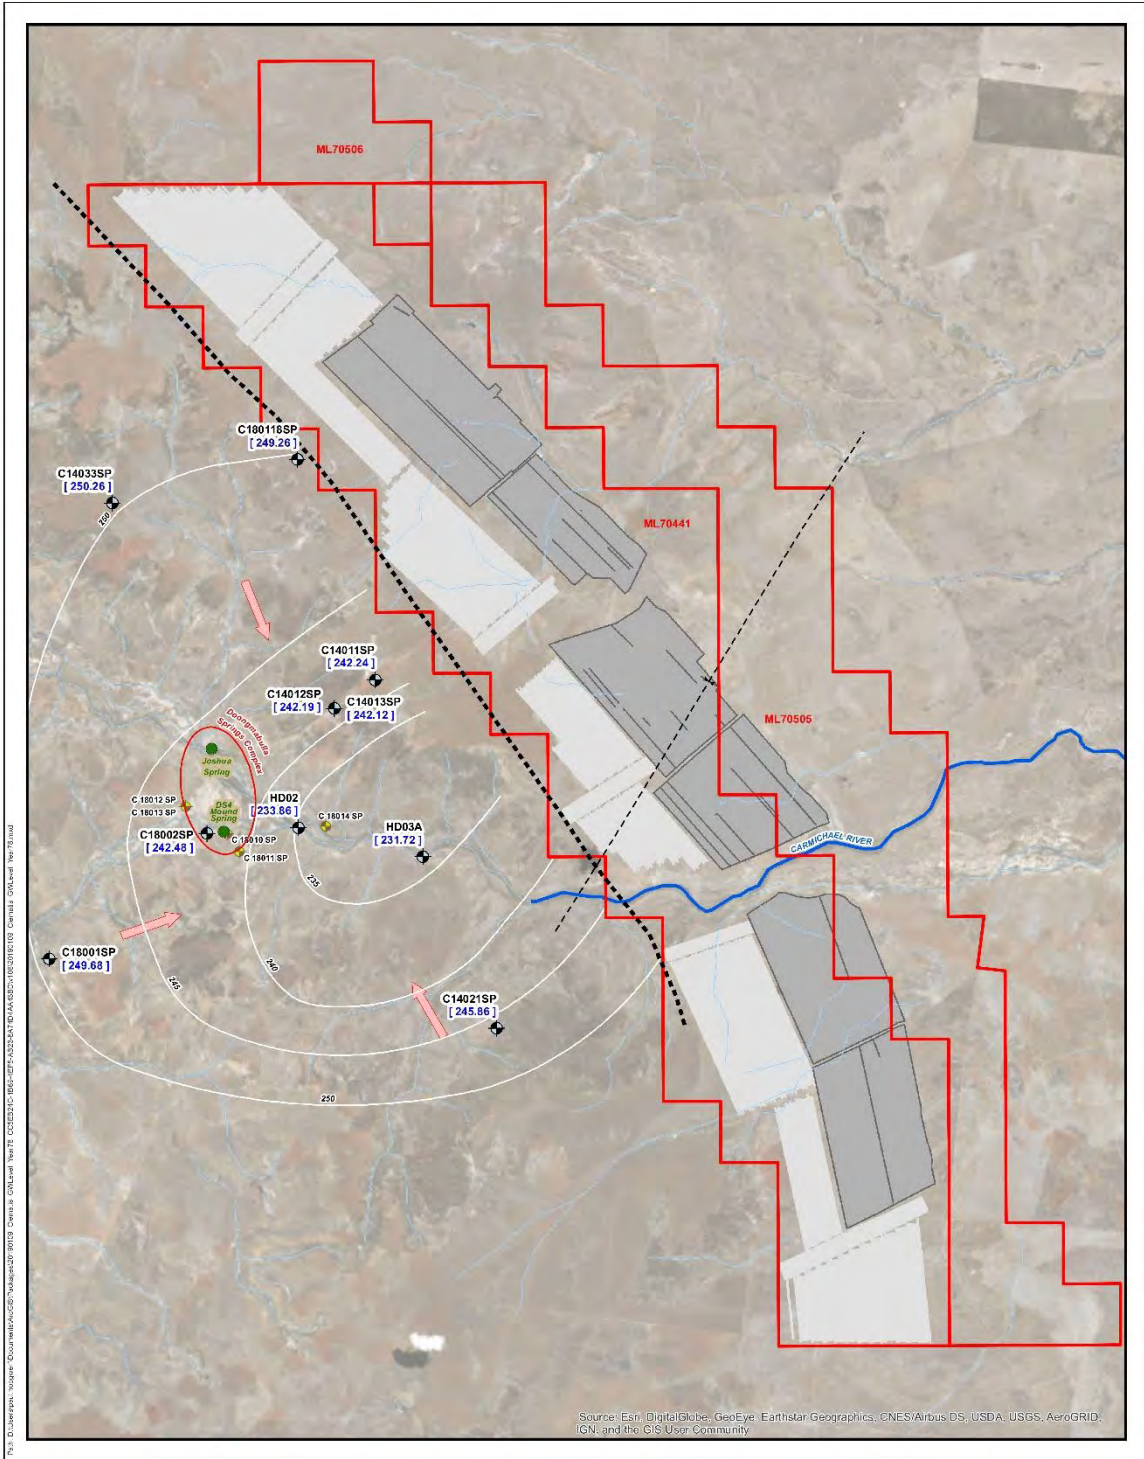 ML70506
C180118SP
[ 249.26 ]
C14033SP
[ 250.26 ]
250
ML70441
C14011SP
[ 242.24 ]
C14012SP
[ 242.19 ]
C14013SP
[ 242.12 ]
ML70505
Doongmabulla
Springs Complex
Joshua
Spring
C 18012 SP
C 18013 SP
DS4
Mound
Spring
HD02
[ 233.86 ]
C 18014 SP
C18002SP
[ 242.48 ]
C 18010 SP
C 18011 SP
HD03A
[ 231.72 ]
CARMICHAEL RIVER
235
C18001SP
[ 249.68 ]
240
245
C14021SP
[ 245.86 ]
250
Source: Esri, DigitalGlobe, GeoEye, Earthstar Geographics, CNES/Airbus DS, USDA, USGS, AeroGRID,
IGN, and the GIS User Community